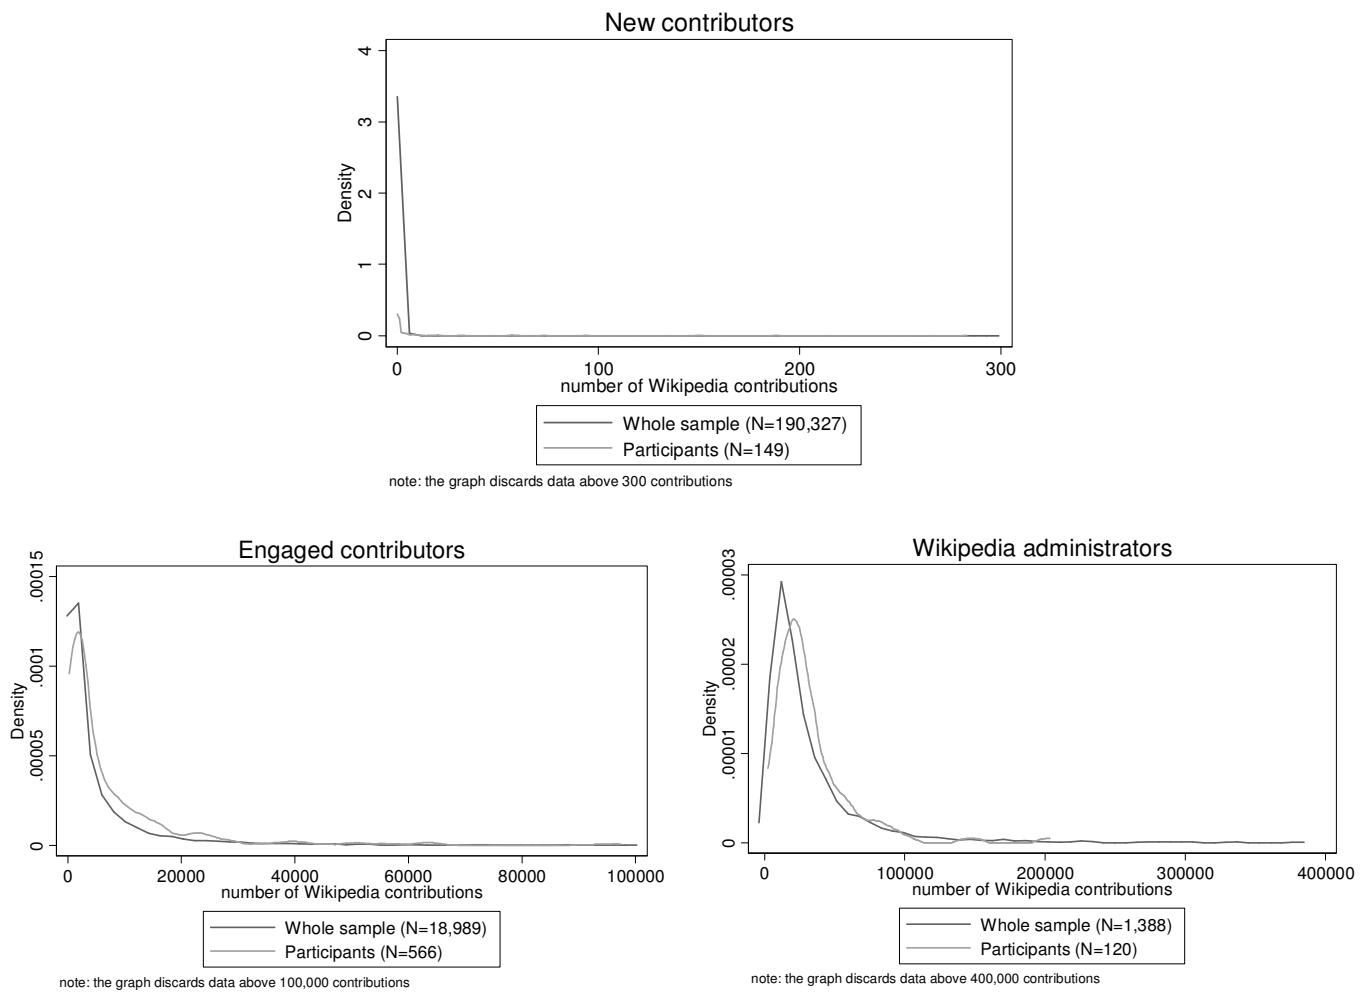 New contributors
4
3
2
1
0
Density
0 100 200 300
number of Wikipedia contributions
Whole sample (N=190,327)
Participants (N=149)
note: the graph discards data above 300 contributions
Engaged contributors
.00015
.0001
.00005
0
Density
0 20000 40000 60000 80000 100000
number of Wikipedia contributions
Whole sample (N=18,989)
Participants (N=566)
note: the graph discards data above 100,000 contributions
Wikipedia administrators
.00003
.00002
.00001
0
Density
0 100000 200000 300000 400000
number of Wikipedia contributions
Whole sample (N=1,388)
Participants (N=120)
note: the graph discards data above 400,000 contributions